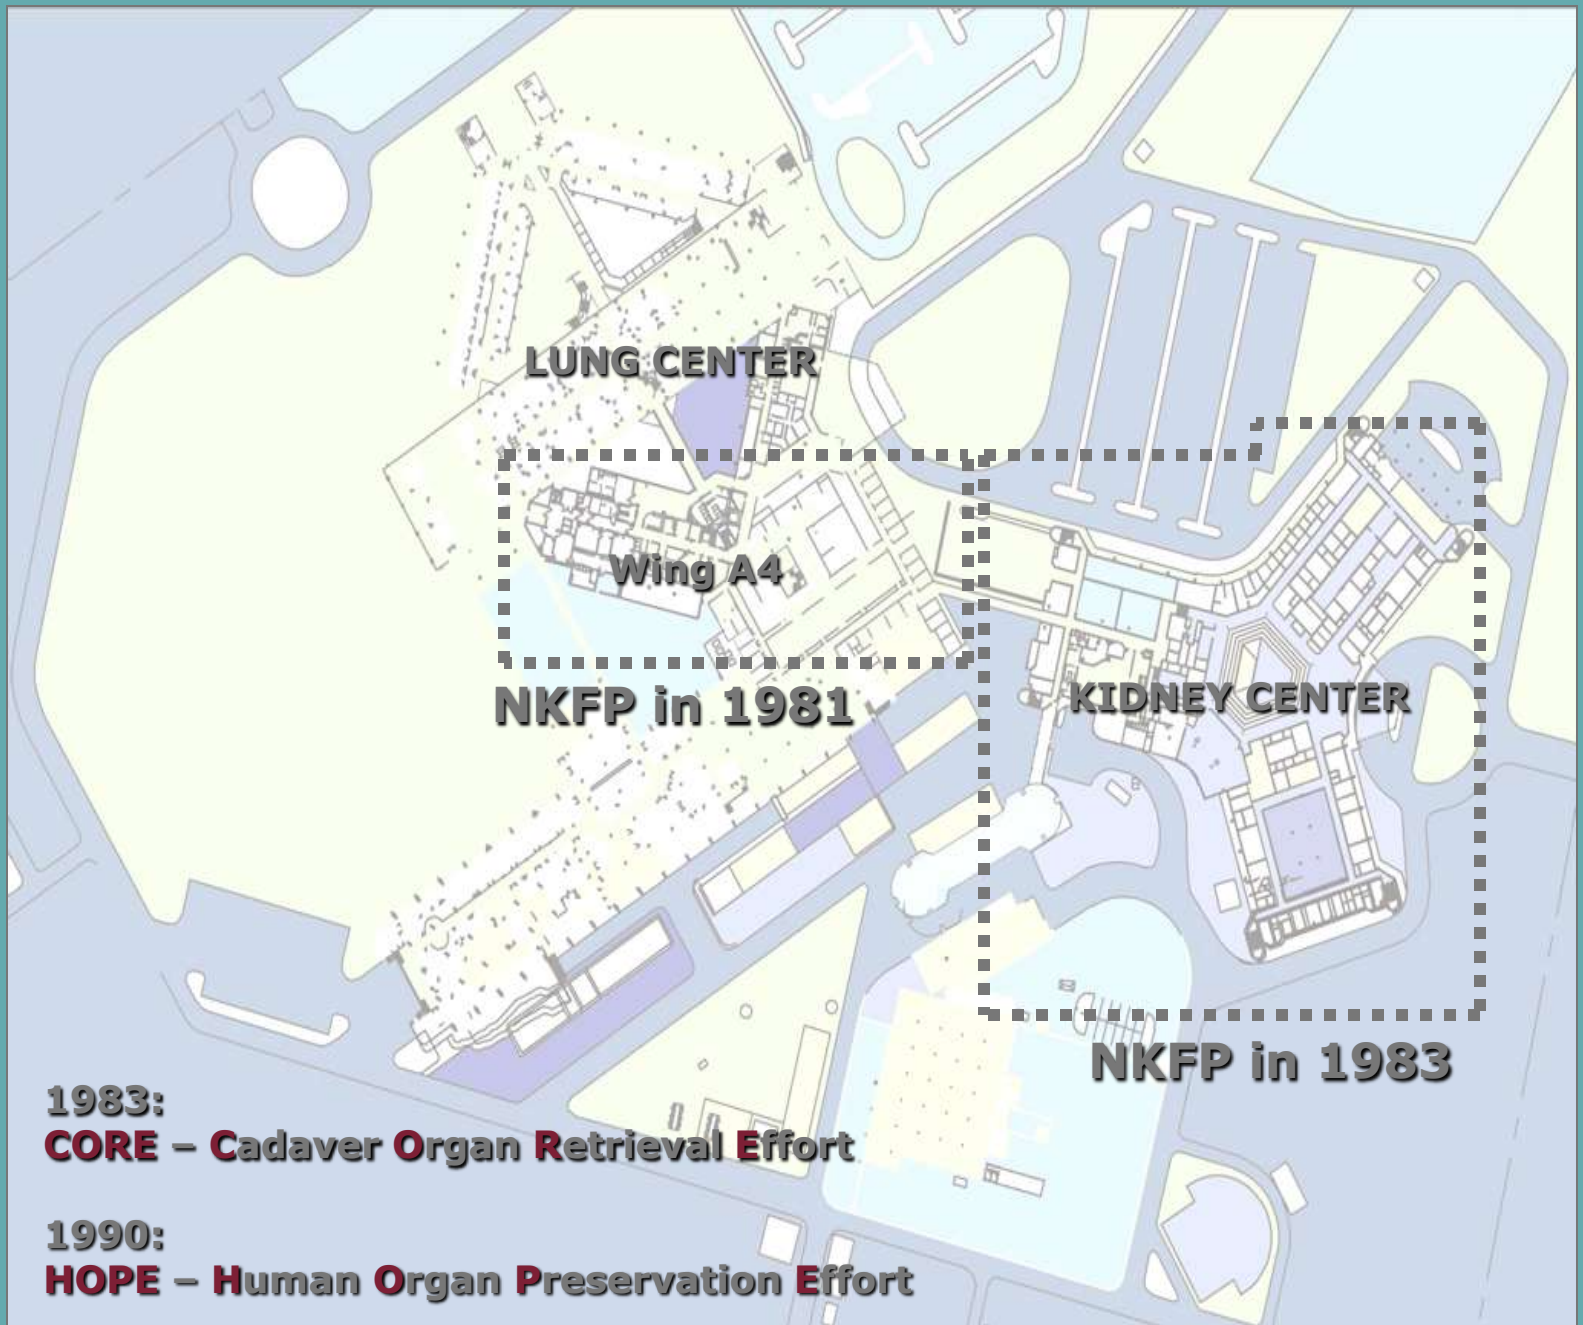 LUNG CENTER
Wing A4
NKFP in 1981
KIDNEY CENTER
NKFP in 1983
1983:
CORE – Cadaver Organ Retrieval Effort
1990:
HOPE – Human Organ Preservation Effort